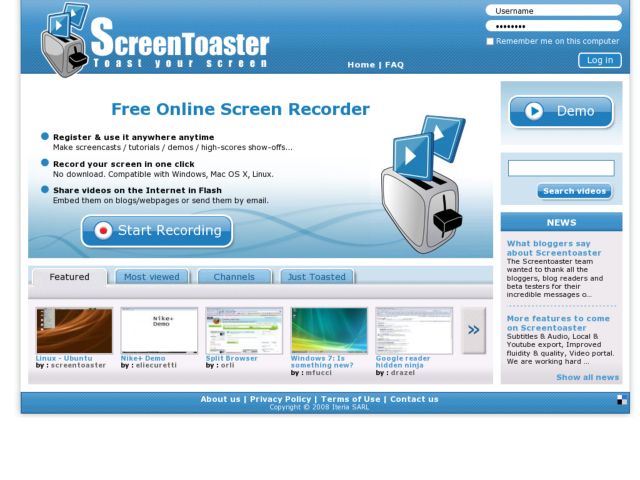 ScreenToaster
Toast your screen
Username
Remember me on this computer
Log in
Home | FAQ
Free Online Screen Recorder
Register & use it anywhere anytime
Make screencasts / tutorials / demos / high-scores show-offs...
Record your screen in one click
No download. Compatible with Windows, Mac OS X, Linux.
Share videos on the Internet in Flash
Embed them on blogs/webpages or send them by email.
Start Recording
Demo
Search videos
NEWS
What bloggers say
about Screentoaster
The Screentoaster team
wanted to thank all the
bloggers, blog readers and
beta testers for their
incredible messages o...
More features to come
on Screentoaster
Subtitles & Audio, Local &
Youtube export, Improved
fluidity & quality, Video portal.
We are working hard ...
Show all news
Featured
Most viewed
Channels
Just Toasted
Nike+
Demo
»
Linux - Ubuntu
by : screentoaster
Nike+ Demo
by : eliecuretti
Split Browser
by : orli
Windows 7: Is
something new?
by : mfucci
Google reader
hidden ninja
by : drazel
About us | Privacy Policy | Terms of Use | Contact us
Copyright © 2008 Iteria SARL